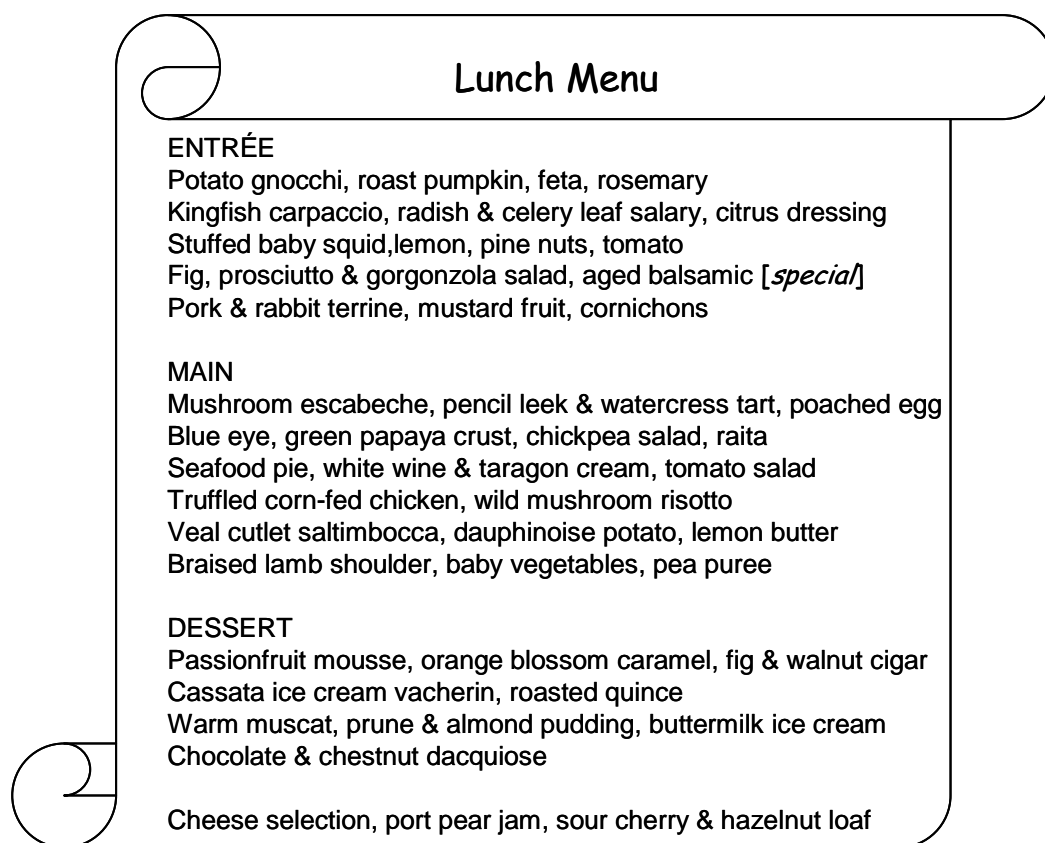 Lunch Menu
ENTRÉE
Potato gnocchi, roast pumpkin, feta, rosemary
Kingfish carpaccio, radish & celery leaf salary, citrus dressing
Stuffed baby squid,lemon, pine nuts, tomato
Fig, prosciutto & gorgonzola salad, aged balsamic [special]
Pork & rabbit terrine, mustard fruit, cornichons
MAIN
Mushroom escabeche, pencil leek & watercress tart, poached egg
Blue eye, green papaya crust, chickpea salad, raita
Seafood pie, white wine & taragon cream, tomato salad
Truffled corn-fed chicken, wild mushroom risotto
Veal cutlet saltimbocca, dauphinoise potato, lemon butter
Braised lamb shoulder, baby vegetables, pea puree
DESSERT
Passionfruit mousse, orange blossom caramel, fig & walnut cigar
Cassata ice cream vacherin, roasted quince
Warm muscat, prune & almond pudding, buttermilk ice cream
Chocolate & chestnut dacquiose
Cheese selection, port pear jam, sour cherry & hazelnut loaf